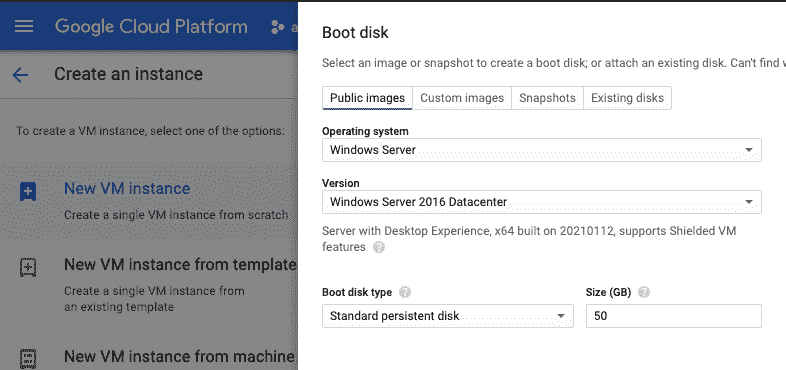 Google Cloud Platform
Create an instance
To create a VM instance, select one of the options:
New VM instance
Create a single VM instance from scratch
New VM instance from template
Create a single VM instance from
an existing template
New VM instance from machine
Boot disk
Select an image or snapshot to create a boot disk; or attach an existing disk. Can't find
Public images Custom images Snapshots Existing disks
Operating system
Windows Server
Version
Windows Server 2016 Datacenter
Server with Desktop Experience, x64 built on 20210112, supports Shielded VM
features ?
Boot disk type ? Size (GB) ?
Standard persistent disk 50